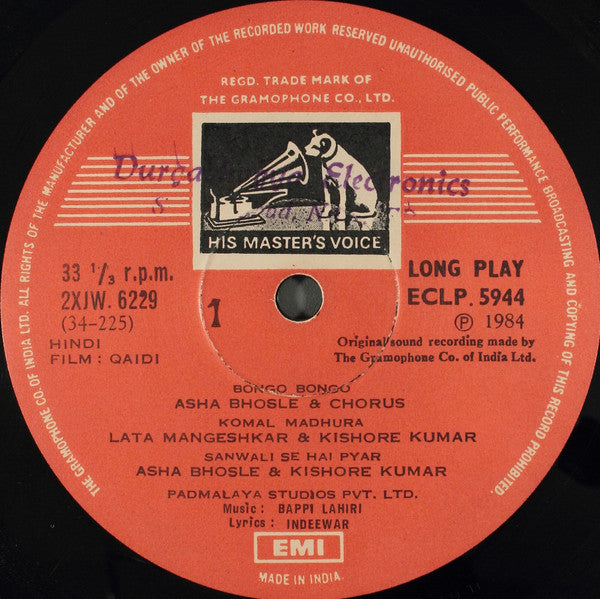 THE GRAMOPHONE CO. OF INDIA LTD. ALL RIGHTS OF THE MANUFACTURER AND OF THE OWNER OF THE RECORDED WORK RESERVED UNAUTHORISED PUBLIC PERFORMANCE BROADCASTING AND COPYING OF THIS RECORD PROHIBITED.
REGD. TRADE MARK OF
THE GRAMOPHONE CO., LTD.
Electronics
HIS MASTER'S VOICE
33 1/3 r.p.m.
2XJW. 6229
(34-225)
HINDI
FILM : QAIDI
1
LONG PLAY
ECLP. 5944
Ⓟ 1984
Original sound recording made by
The Gramophone Co. of India Ltd.
BONGO BONGO
ASHA BHOSLE & CHORUS
KOMAL MADHURA
LATA MANGESHKAR & KISHORE KUMAR
SANWALI SE HAI PYAR
ASHA BHOSLE & KISHORE KUMAR
PADMALAYA STUDIOS PVT. LTD.
Music : BAPPI LAHIRI
Lyrics : INDEEWAR
EMI
MADE IN INDIA